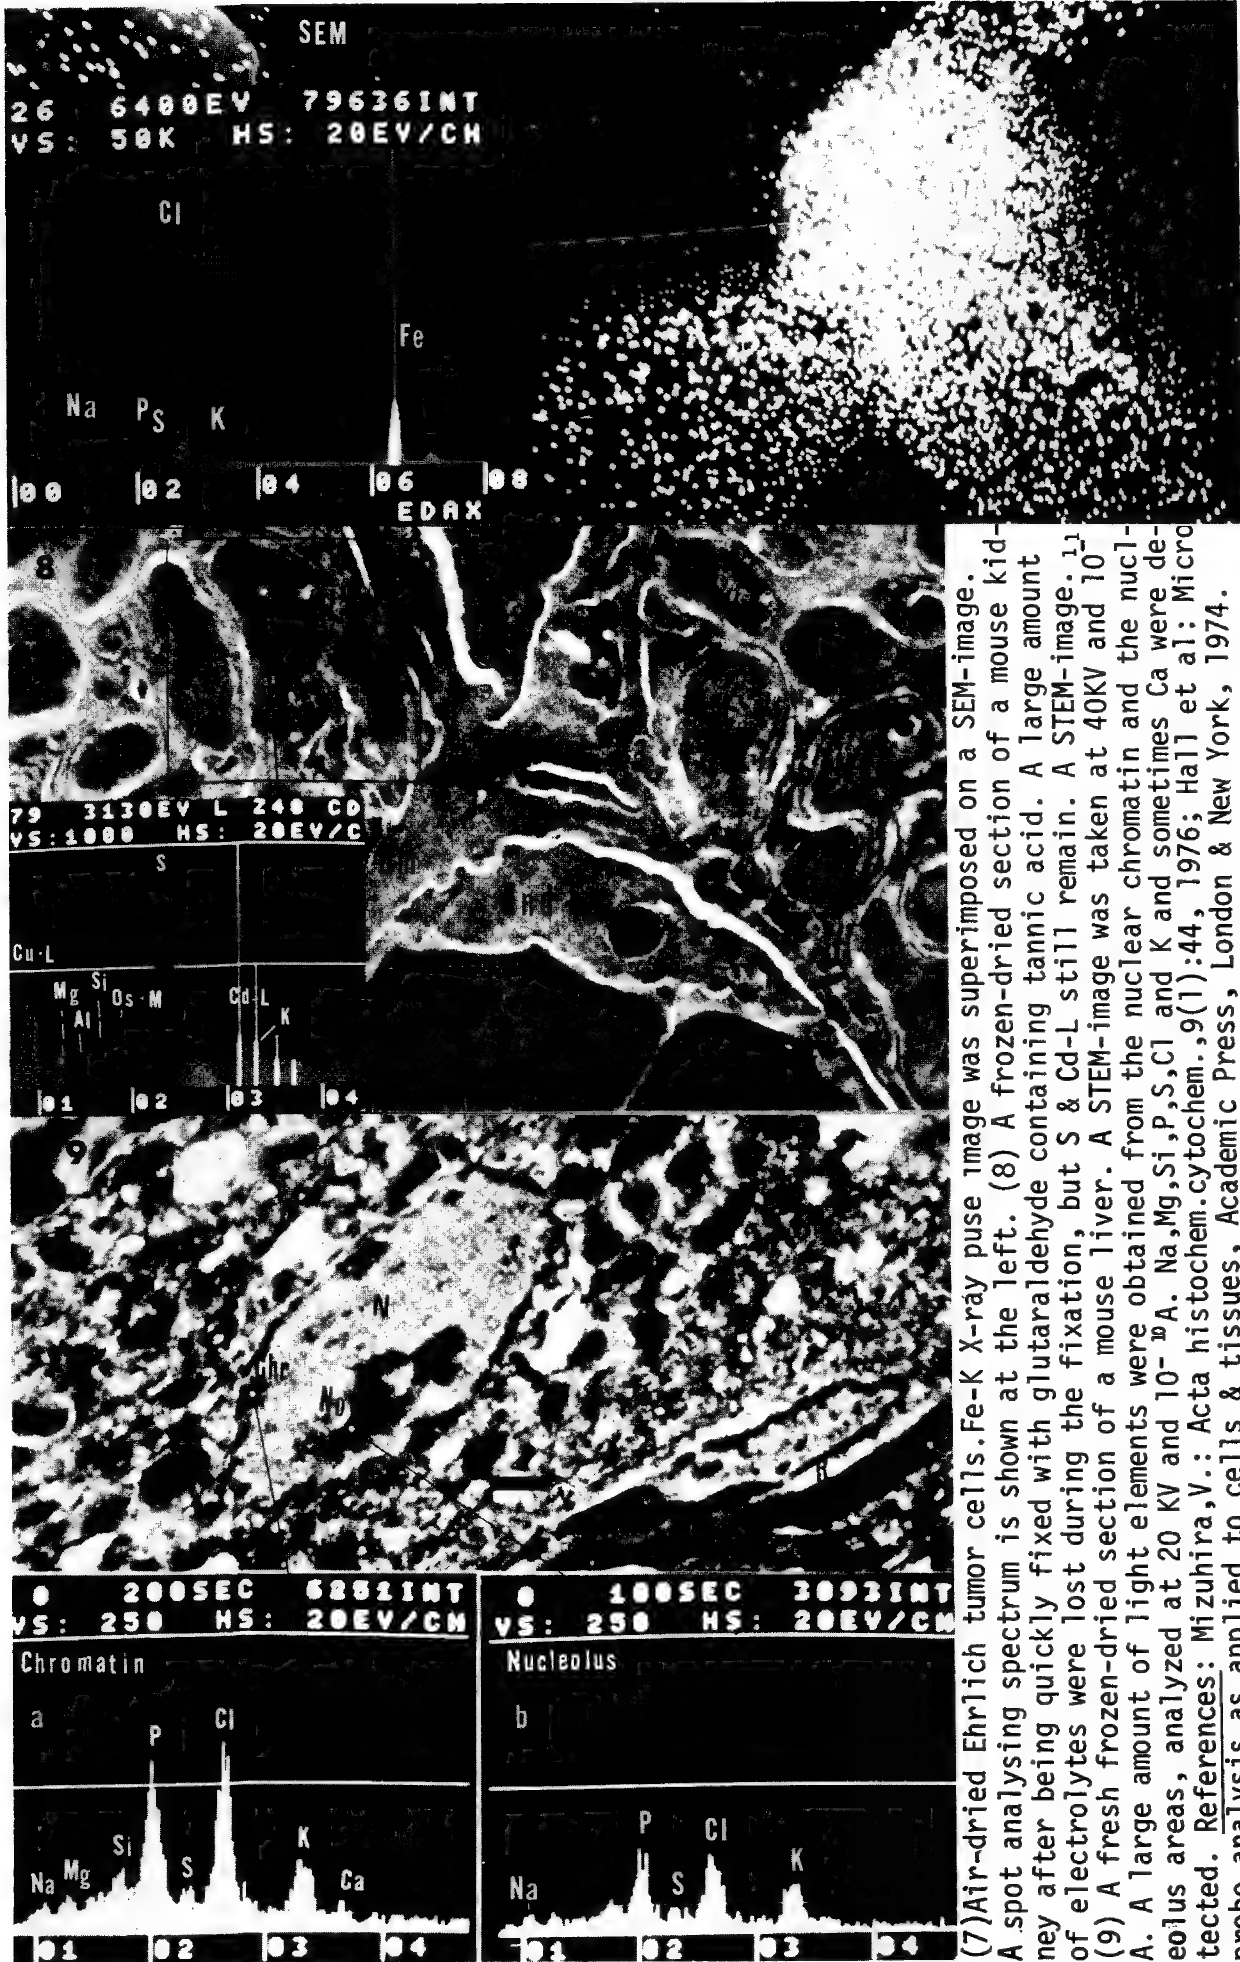 SEM
26 6400EV 79636INT
VS: 50K HS: 20EV/CM
Cl
Fe
Na P S K
00 02 04 06 08
EDAX
8
79 3130EV L 240 CD
VS:1000 HS: 20EV/C
S
Cu·L
Mg Al Si Os·M Cd-L K
01 02 03 04
9
N
chr
Nu
0 200SEC 6251INT
VS: 250 HS: 20EV/CM
Chromatin
a
P Cl
Na Mg Si S K Ca
01 02 03 04
0 100SEC 3093INT
VS: 250 HS: 20EV/CM
Nucleolus
b
P Cl
Na S K
01 02 03 04
(7)Air-dried Ehrlich tumor cells.Fe-K X-ray puse image was superimposed on a SEM-image.
A spot analysing spectrum is shown at the left. (8) A frozen-dried section of a mouse kid-
ney after being quickly fixed with glutaraldehyde containing tannic acid. A large amount
of electrolytes were lost during the fixation, but S & Cd-L still remain. A STEM-image.
(9) A fresh frozen-dried section of a mouse liver. A STEM-image was taken at 40KV and 10-11
A. A large amount of light elements were obtained from the nuclear chromatin and the nucl-
eolus areas, analyzed at 20 KV and 10-10A. Na,Mg,Si,P,S,Cl and K and sometimes Ca were de-
tected. References: Mizuhira,V.: Acta histochem.cytochem.,9(1):44, 1976; Hall et al: Micro
probe analysis as applied to cells & tissues, Academic Press, London & New York, 1974.